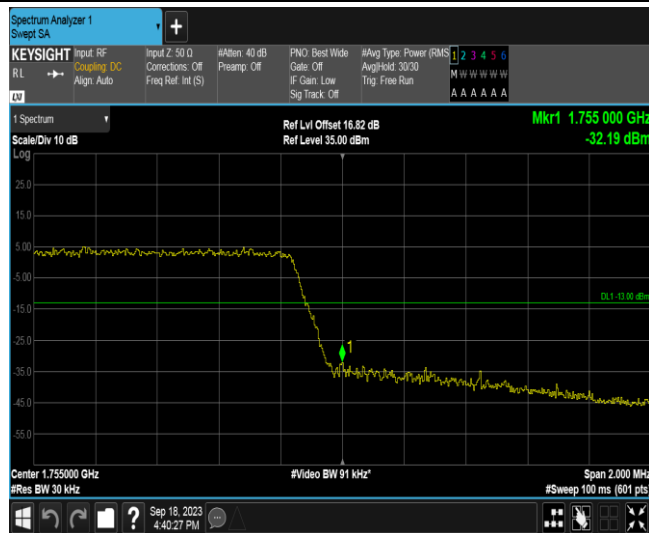 Spectrum Analyzer 1
Swept SA
+
KEYSIGHT
RL
LXI
Input: RF
Coupling: DC
Align: Auto
Input Z: 50 Ω
Corrections: Off
Freq Ref: Int (S)
#Atten: 40 dB
Preamp: Off
PNO: Best Wide
Gate: Off
IF Gain: Low
Sig Track: Off
#Avg Type: Power (RMS
Avg|Hold: 30/30
Trig: Free Run
1 2 3 4 5 6
M W W W W W
A A A A A A
1 Spectrum
Scale/Div 10 dB
Log
Ref Lvl Offset 16.82 dB
Ref Level 35.00 dBm
Mkr1 1.755 000 GHz
-32.19 dBm
25.0
15.0
5.00
-5.00
DL1 -13.00 dBm
-15.0
-25.0
1
-35.0
-45.0
-55.0
Center 1.755000 GHz
#Video BW 91 kHz*
Span 2.000 MHz
#Res BW 30 kHz
#Sweep 100 ms (601 pts)
?
Sep 18, 2023
4:40:27 PM